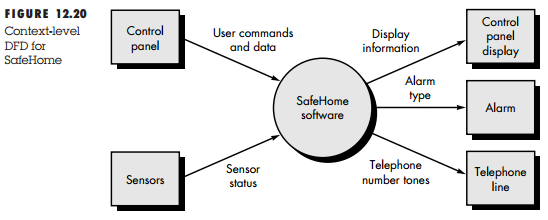 FIGURE 12.20
Context-level
DFD for
SafeHome
Control
panel
User commands
and data
Display
information
Control
panel
display
Alarm
type
SafeHome
software
Alarm
Sensors
Sensor
status
Telephone
number tones
Telephone
line